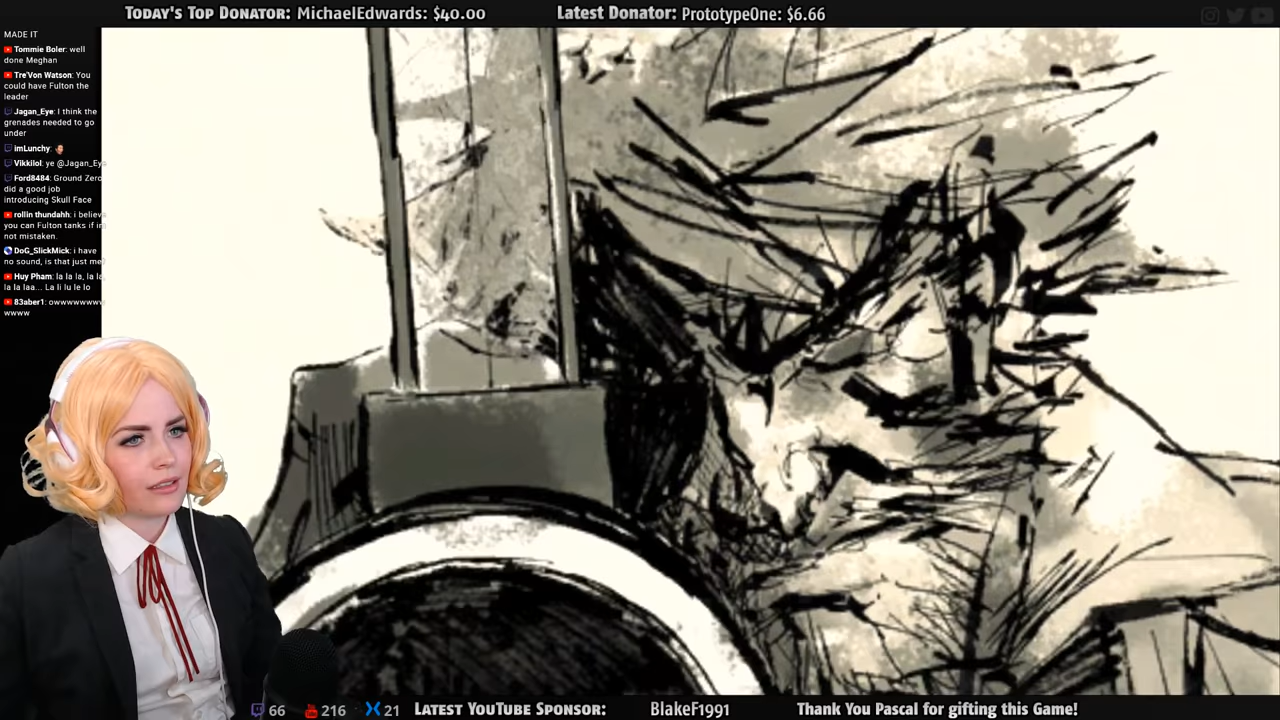 TODAY'S TOP DONATOR: MICHAELEDWARDS: $40.00
LATEST DONATOR: PROTOTYPEONE: $6.66
MADE IT
Tommie Boler: well
done Meghan
Tre'Von Watson: You
could have Fulton the
leader
Jagan_Eye: I think the
grenades needed to go
under
imLunchy:
Vikkilol: ye @Jagan_Eye
Ford8484: Ground Zero
did a good job
introducing Skull Face
rollin thundahh: i believe
you can Fulton tanks if im
not mistaken.
DoG_SlickMick: i have
no sound, is that just me?
Huy Pham: la la la, la la
la la laa... La li lu le lo
83aber1: owwwwwwww
wwww
66 216 21 LATEST YOUTUBE SPONSOR: BlakeF1991 Thank You Pascal for gifting this Game!